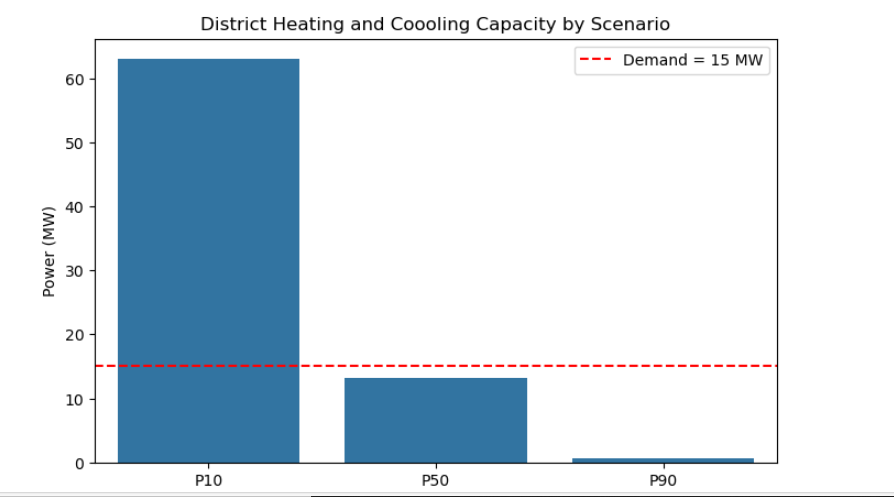 District Heating and Coooling Capacity by Scenario
Demand = 15 MW
Power (MW)
60
50
40
30
20
10
0
P10 P50 P90